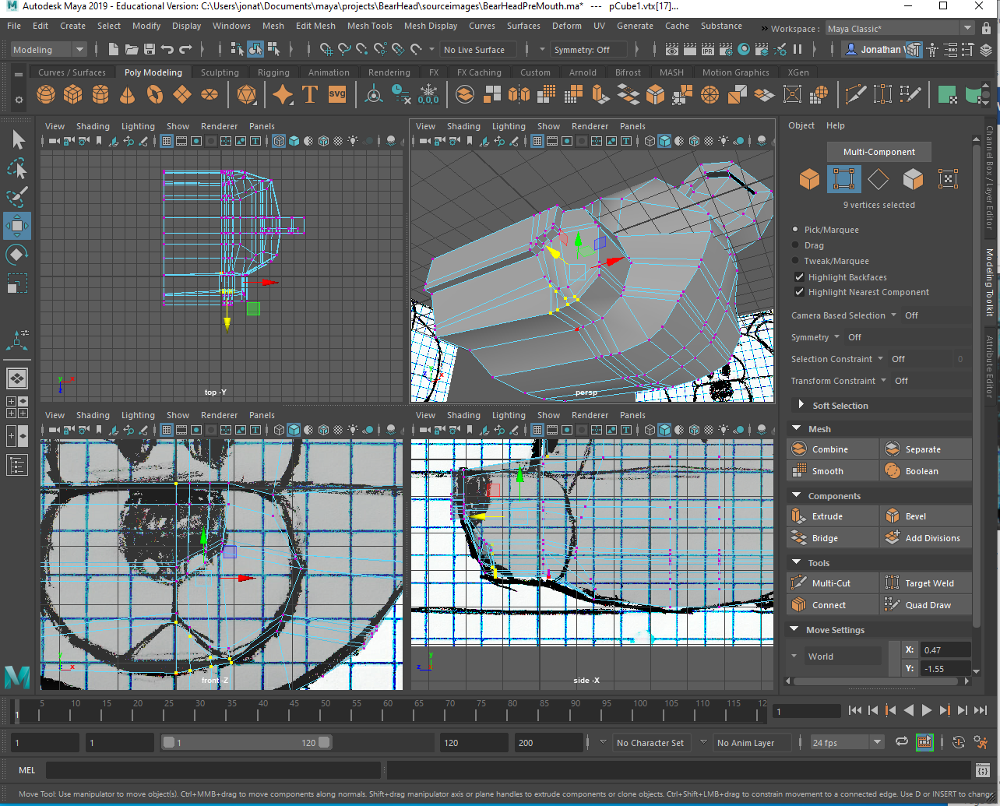 Autodesk Maya 2019 - Educational Version: C:\Users\jonat\Documents\maya\projects\BearHead\sourceimages\BearHeadPreMouth.ma* --- pCube1.vtx[17]...
File Edit Create Select Modify Display Windows Mesh Edit Mesh Mesh Tools Mesh Display Curves Surfaces Deform UV Generate Cache Substance » Workspace : Maya Classic*
Modeling No Live Surface Symmetry: Off IPR Jonathan
Curves / Surfaces Poly Modeling Sculpting Rigging Animation Rendering FX FX Caching Custom Arnold Bifrost MASH Motion Graphics XGen
T svg 0,0,0
View Shading Lighting Show Renderer Panels
View Shading Lighting Show Renderer Panels
Object Help
Multi-Component
9 vertices selected
Pick/Marquee
Drag
Tweak/Marquee
Highlight Backfaces
Highlight Nearest Component
Camera Based Selection Off
Symmetry Off
Selection Constraint Off 0
Transform Constraint Off
Soft Selection
Mesh
Combine Separate
Smooth Boolean
Components
Extrude Bevel
Bridge Add Divisions
Tools
Multi-Cut Target Weld
Connect Quad Draw
Move Settings
World X: 0.47
Y: -1.55
Channel Box / Layer Editor
Modeling Toolkit
Attribute Editor
y x z
top -Y
y z x
persp
View Shading Lighting Show Renderer Panels
View Shading Lighting Show Renderer Panels
y x
front -Z
y z
side -X
M
5 10 15 20 25 30 35 40 45 50 55 60 65 70 75 80 85 90 95 100 105 110 115 12
1 1
1 1 1 120 120 200 No Character Set No Anim Layer 24 fps
MEL
Move Tool: Use manipulator to move object(s). Ctrl+MMB+drag to move components along normals. Shift+drag manipulator axis or plane handles to extrude components or clone objects. Ctrl+Shift+LMB+drag to constrain movement to a connected edge. Use D or INSERT to change